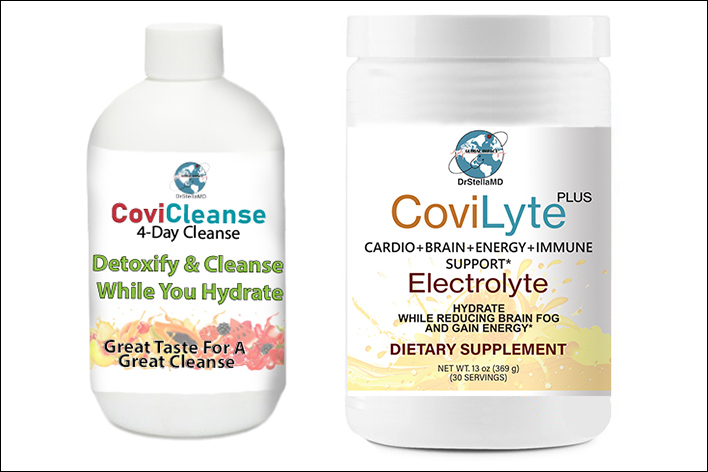 DrStellaMD
CoviCleanse
4-Day Cleanse
Detoxify & Cleanse
While You Hydrate
Great Taste For A
Great Cleanse
DrStellaMD
CoviLyte PLUS
CARDIO+BRAIN+ENERGY+IMMUNE
SUPPORT*
Electrolyte
HYDRATE
WHILE REDUCING BRAIN FOG
AND GAIN ENERGY*
DIETARY SUPPLEMENT
NET WT. 13 oz (369 g)
(30 SERVINGS)